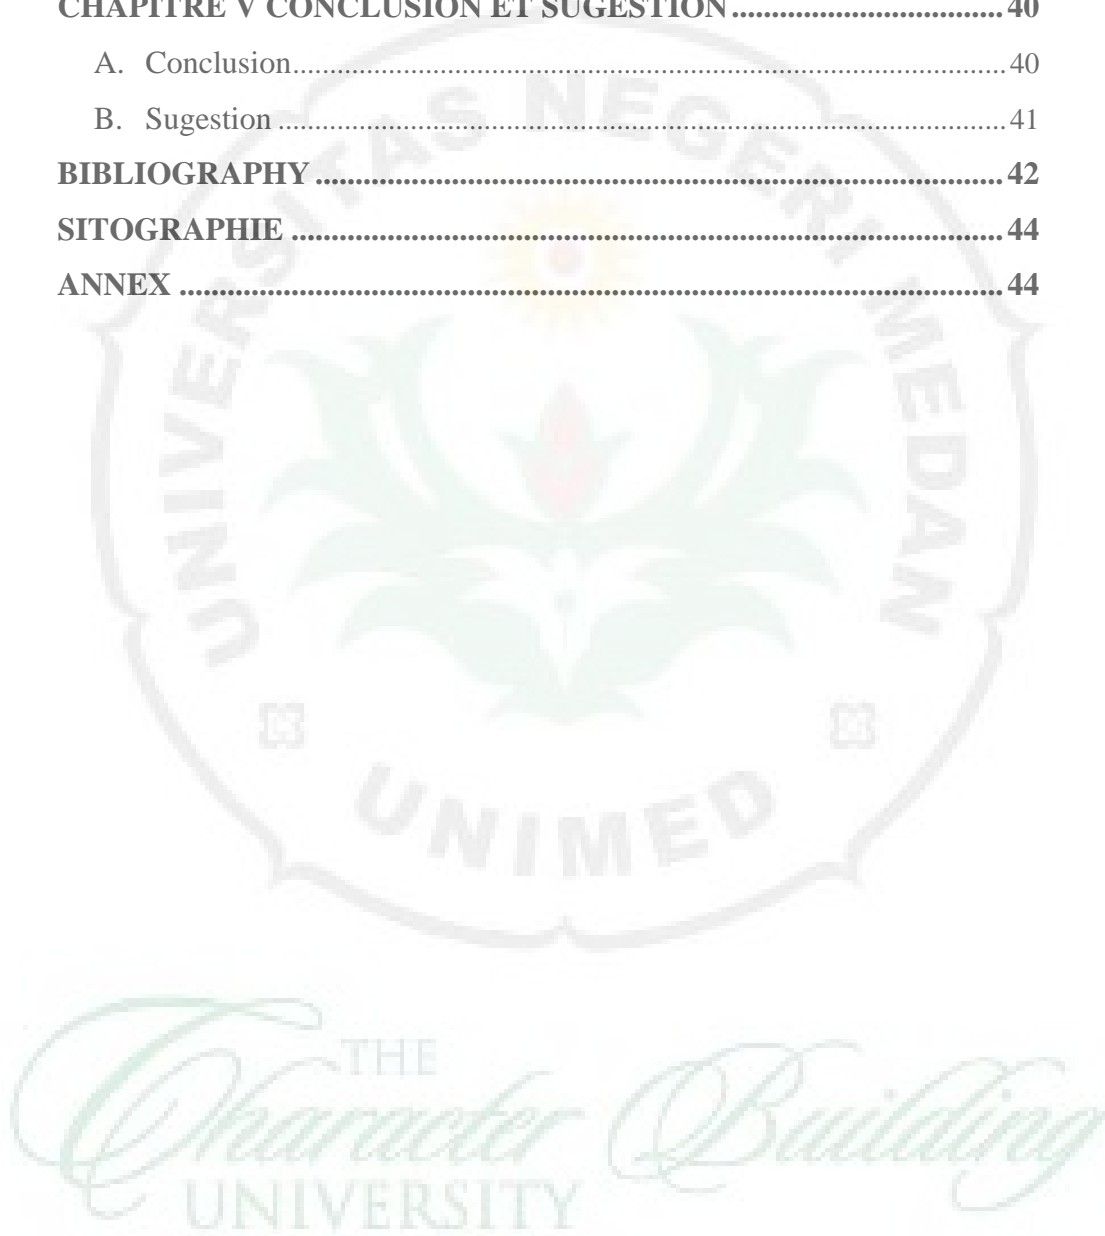 CHAPITRE V CONCLUSION ET SUGESTION.................................40
A. Conclusion.................................................................................................40
B. Sugestion...................................................................................................41
BIBLIOGRAPHY....................................................................................42
SITOGRAPHIE.......................................................................................44
ANNEX.....................................................................................................44
UNIVERSITAS NEGERI MEDAN
UNIMED
THE
Character Building
UNIVERSITY